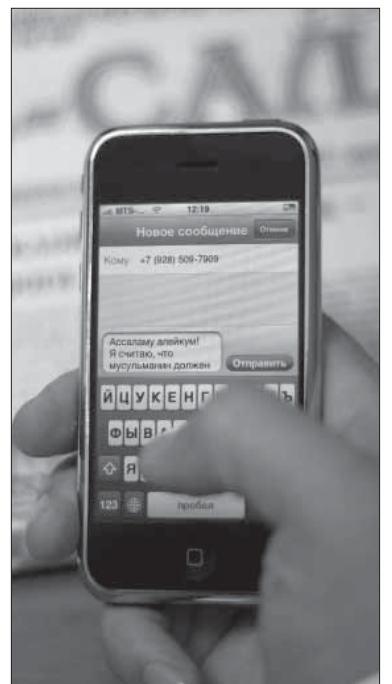 САЛ
MTS-... 12:19
Новое сообщение Отмена
Кому: +7 (928) 509-7909
Ассаламу алейкум!
Я считаю, что
мусульманин должен
Отправить
Й Ц У К Е Н Г Ъ
Ф Ы В А
Я
123 пробел